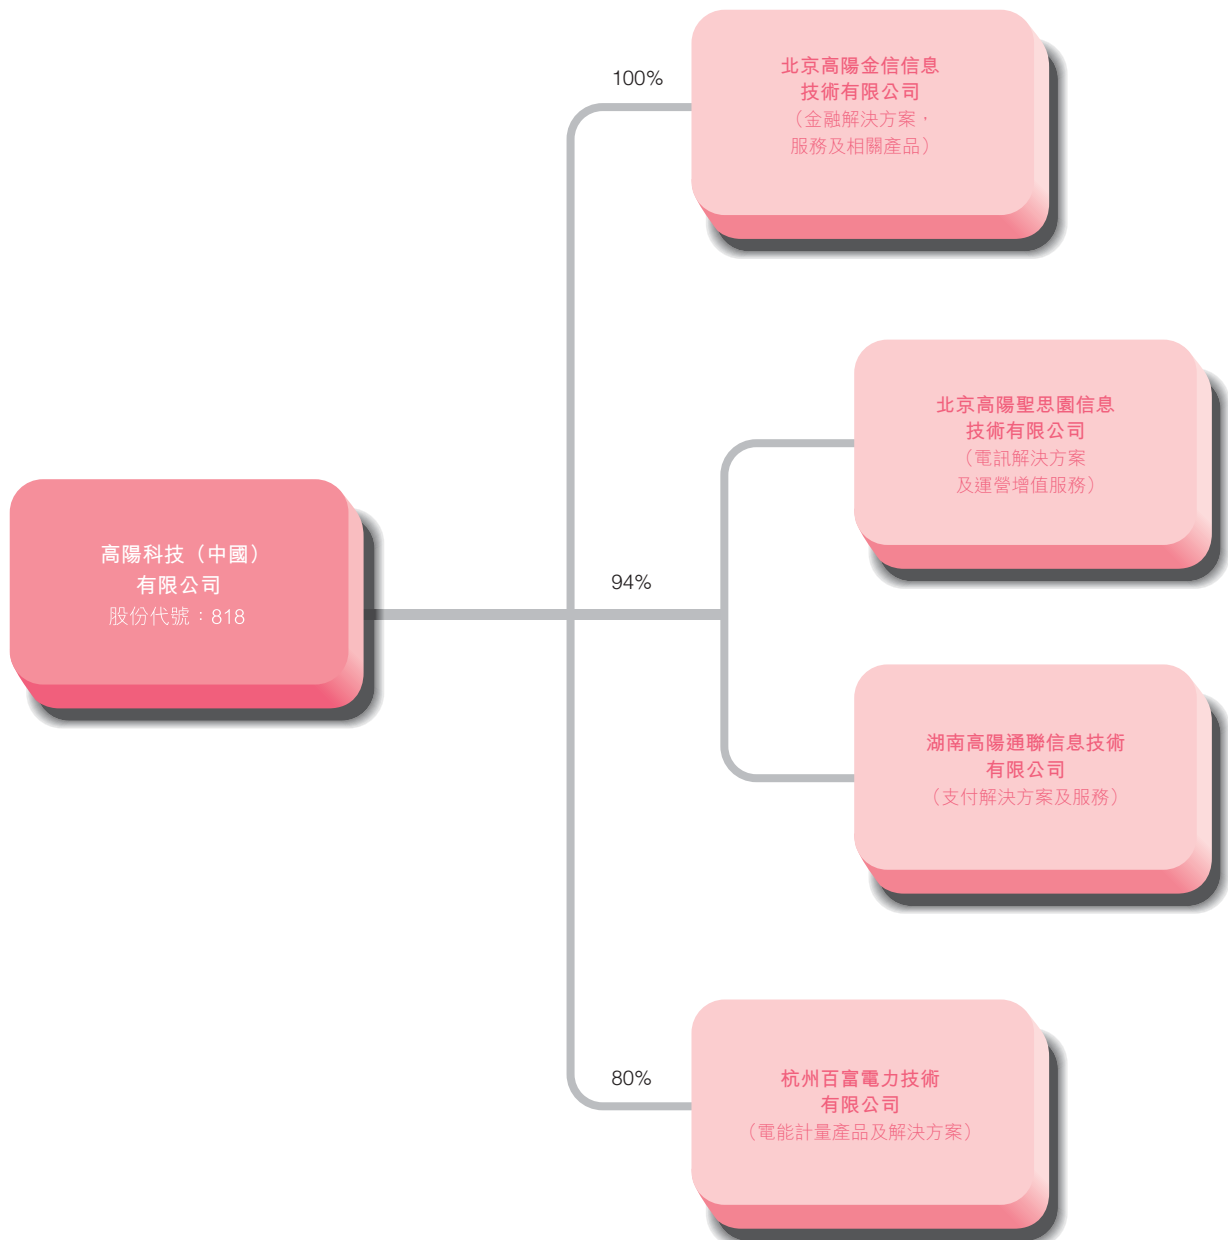 100%
北京高陽金信信息
技術有限公司
（金融解決方案，
服務及相關產品）
北京高陽聖思園信息
技術有限公司
（電訊解決方案
及運營增值服務）
高陽科技（中國）
有限公司
股份代號：818
94%
湖南高陽通聯信息技術
有限公司
（支付解決方案及服務）
80%
杭州百富電力技術
有限公司
（電能計量產品及解決方案）